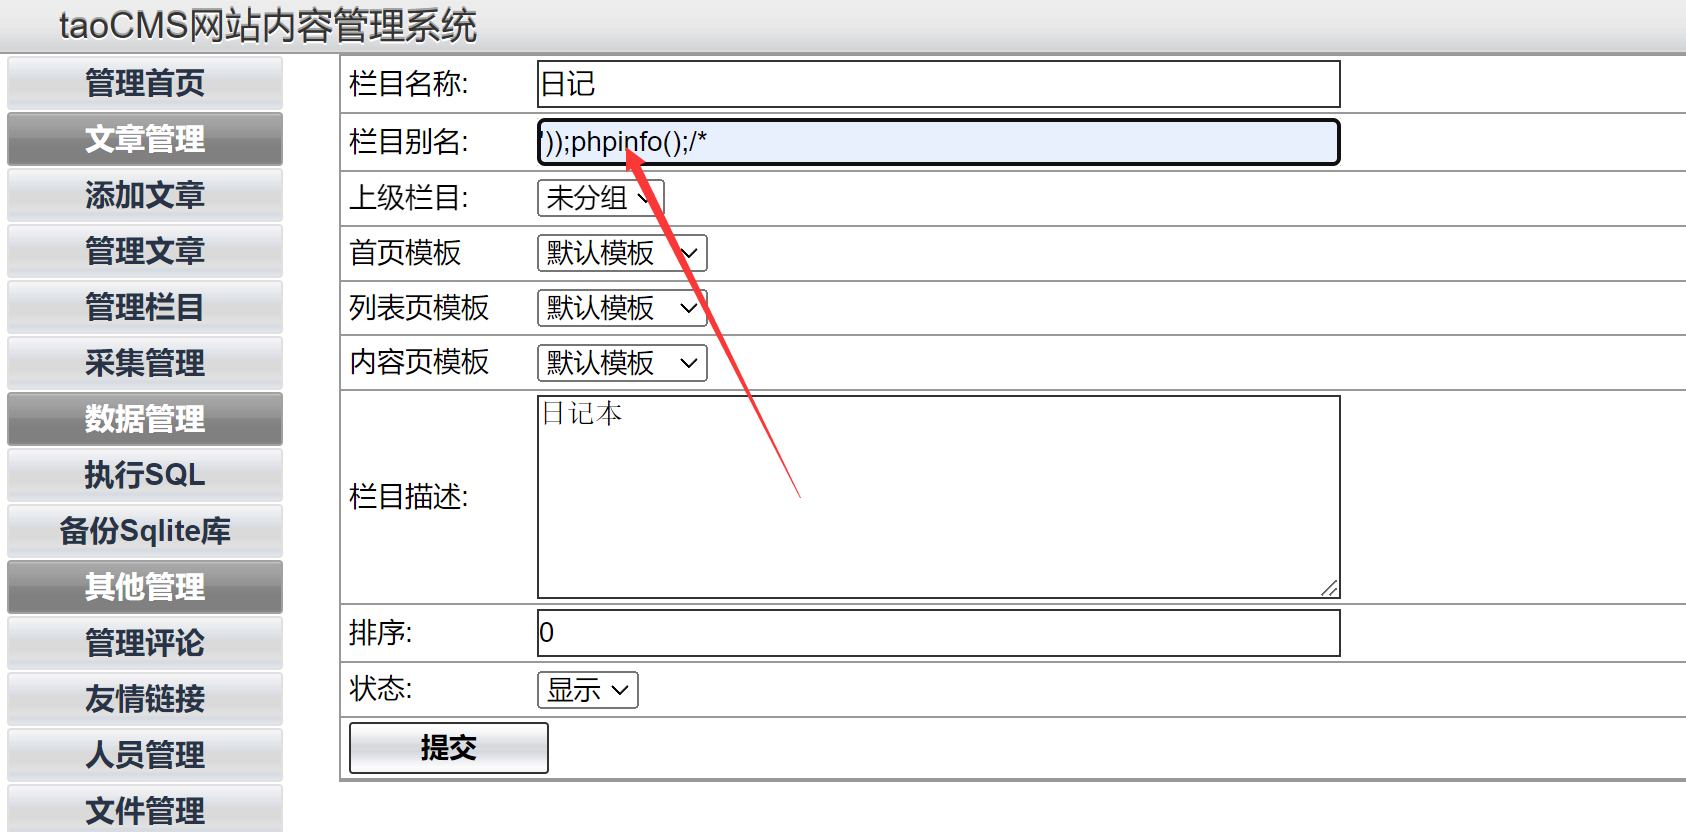 taoCMS网站内容管理系统
管理首页
文章管理
添加文章
管理文章
管理栏目
采集管理
数据管理
执行SQL
备份Sqlite库
其他管理
管理评论
友情链接
人员管理
文件管理
栏目名称: 日记
栏目别名: '));phpinfo();/*
上级栏目: 未分组
首页模板 默认模板
列表页模板 默认模板
内容页模板 默认模板
栏目描述: 日记本
排序: 0
状态: 显示
提交